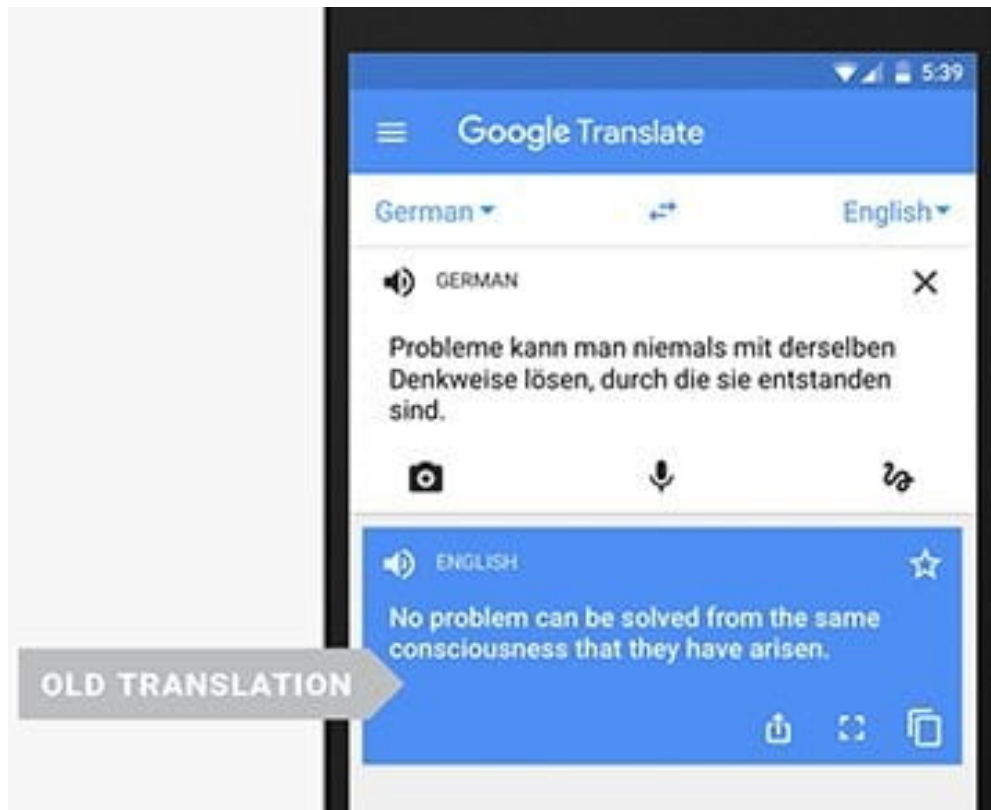 5:39
Google Translate
German English
GERMAN
Probleme kann man niemals mit derselben
Denkweise lösen, durch die sie entstanden
sind.
ENGLISH
No problem can be solved from the same
consciousness that they have arisen.
OLD TRANSLATION